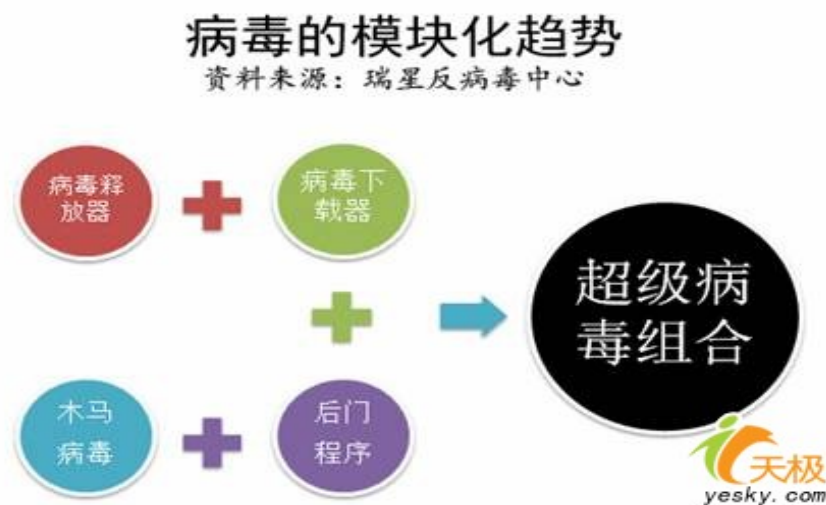 病毒的模块化趋势
资料来源：瑞星反病毒中心
病毒释
放器
病毒下
载器
超级病
毒组合
木马
病毒
后门
程序
天极
yesky.com